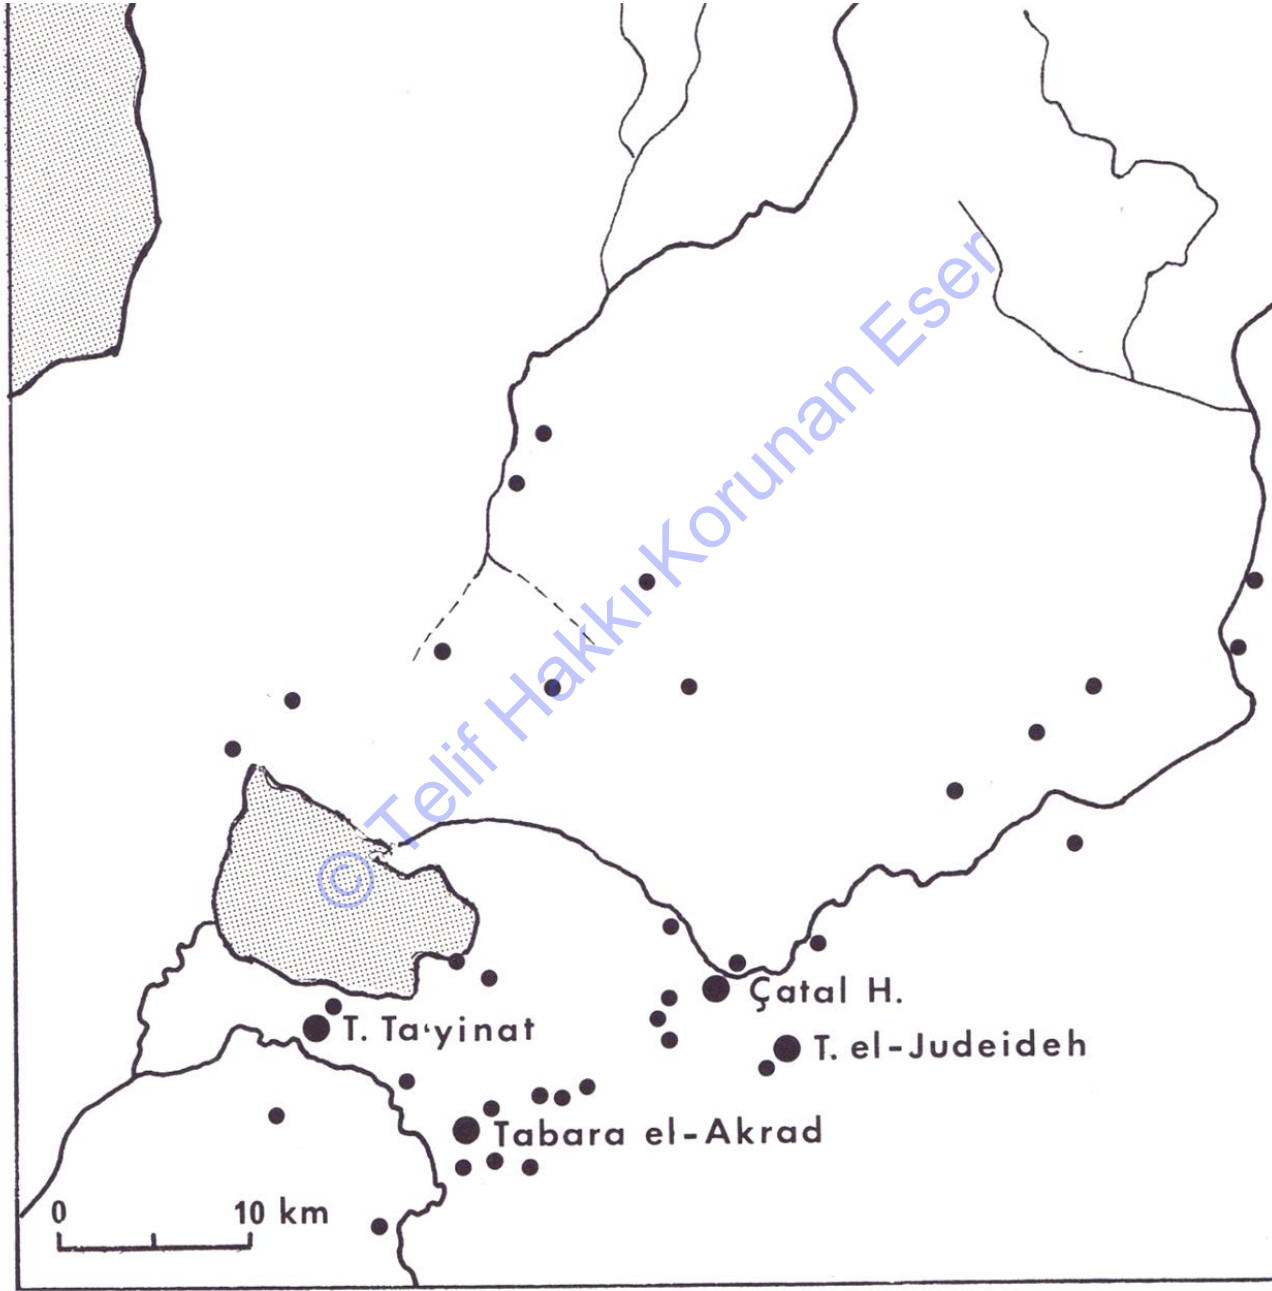 © Telif Hakkı Korunan Eser
Çatal H.
T. Ta'yinat
T. el-Judeideh
Tabara el-Akrad
0 10 km